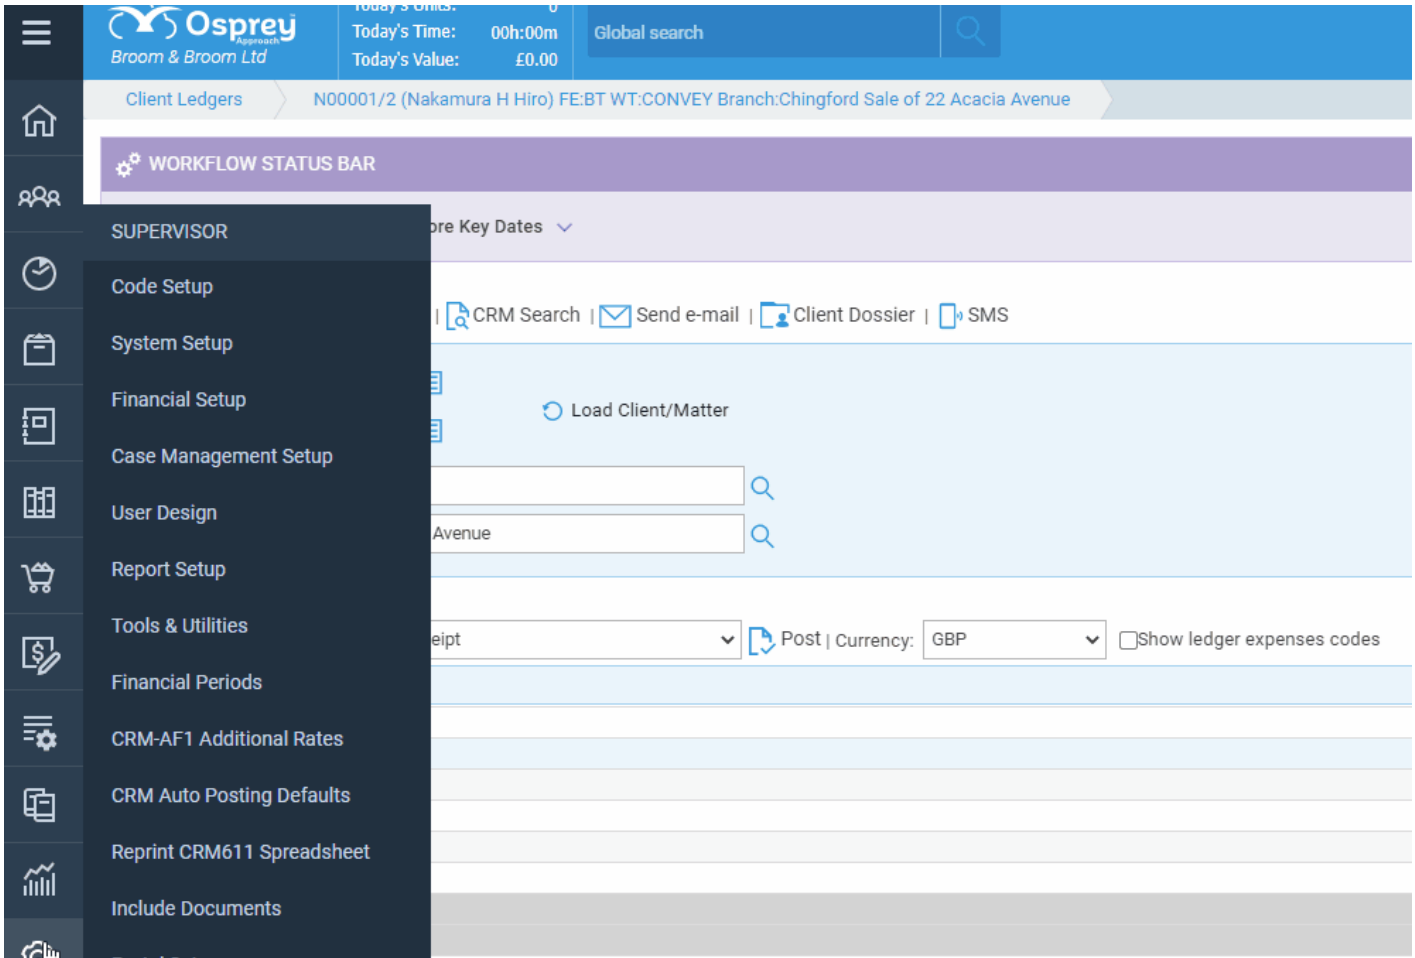 Osprey
Approach
Broom & Broom Ltd
Today's Units: 0
Today's Time: 00h:00m
Today's Value: £0.00
Global search
Client Ledgers N00001/2 (Nakamura H Hiro) FE:BT WT:CONVEY Branch:Chingford Sale of 22 Acacia Avenue
WORKFLOW STATUS BAR
SUPERVISOR
Code Setup
System Setup
Financial Setup
Case Management Setup
User Design
Report Setup
Tools & Utilities
Financial Periods
CRM-AF1 Additional Rates
CRM Auto Posting Defaults
Reprint CRM611 Spreadsheet
Include Documents
ore Key Dates
| CRM Search | Send e-mail | Client Dossier | SMS
Load Client/Matter
Avenue
eipt Post | Currency: GBP Show ledger expenses codes